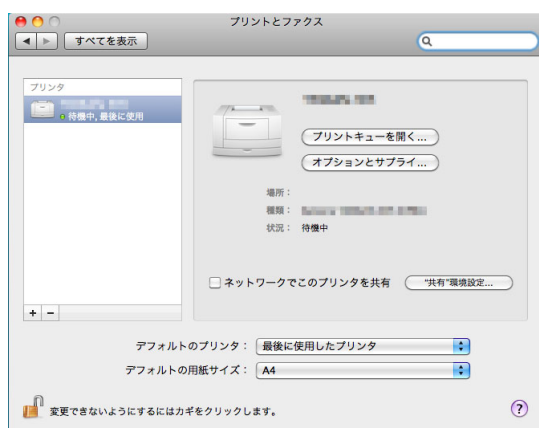 プリントとファクス
すべてを表示
プリンタ
待機中, 最後に使用
プリントキューを開く...
オプションとサプライ...
場所：
種類：
状況： 待機中
ネットワークでこのプリンタを共有
"共有"環境設定...
+ −
デフォルトのプリンタ： 最後に使用したプリンタ
デフォルトの用紙サイズ： A4
変更できないようにするにはカギをクリックします。
?